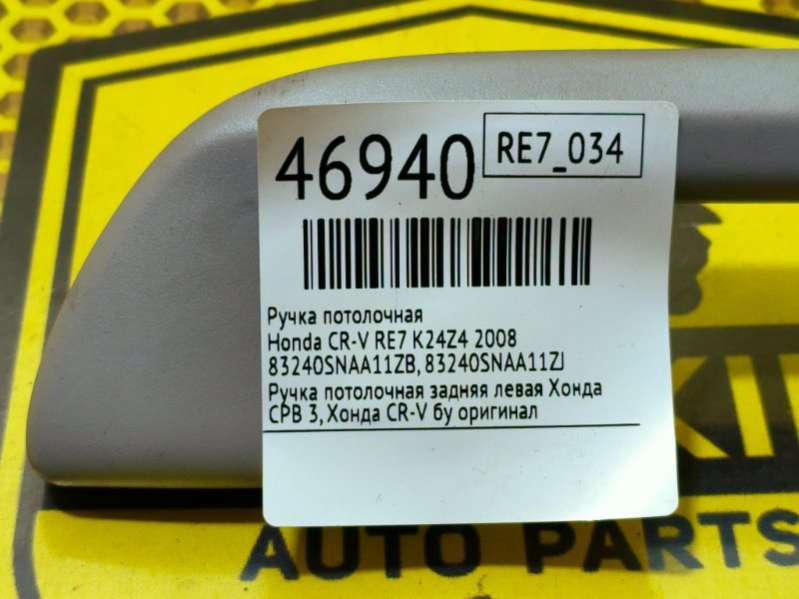 46940
RE7_034
Ручка потолочная
Honda CR-V RE7 K24Z4 2008
83240SNAA11ZB, 83240SNAA11ZJ
Ручка потолочная задняя левая Хонда
СРВ 3, Хонда CR-V бу оригинал
AUTO PARTS